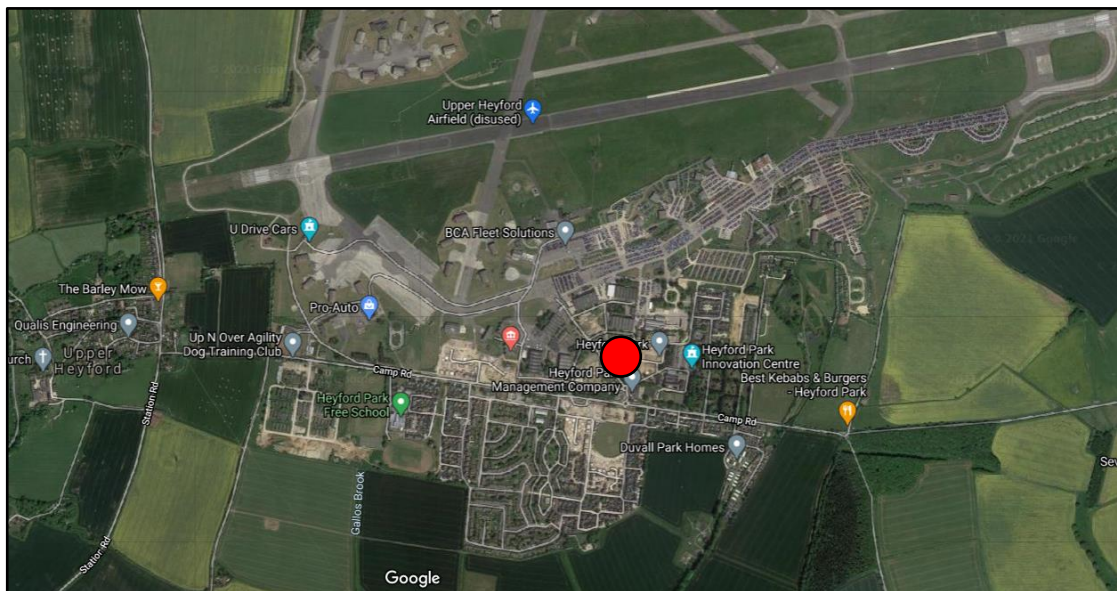 Upper Heyford
Airfield (disused)
U Drive Cars
BCA Fleet Solutions
The Barley Mow
Pro-Auto
Qualis Engineering
Up N Over Agility
Dog Training Club
urch
Upper
Heyford
Station Rd
Camp Rd
Heyford Park
Heyford Park
Innovation Centre
Management Company
Best Kebabs & Burgers
- Heyford Park
Heyford Park
Free School
Camp Rd
Duvall Park Homes
Gallos Brook
Station Rd
Google